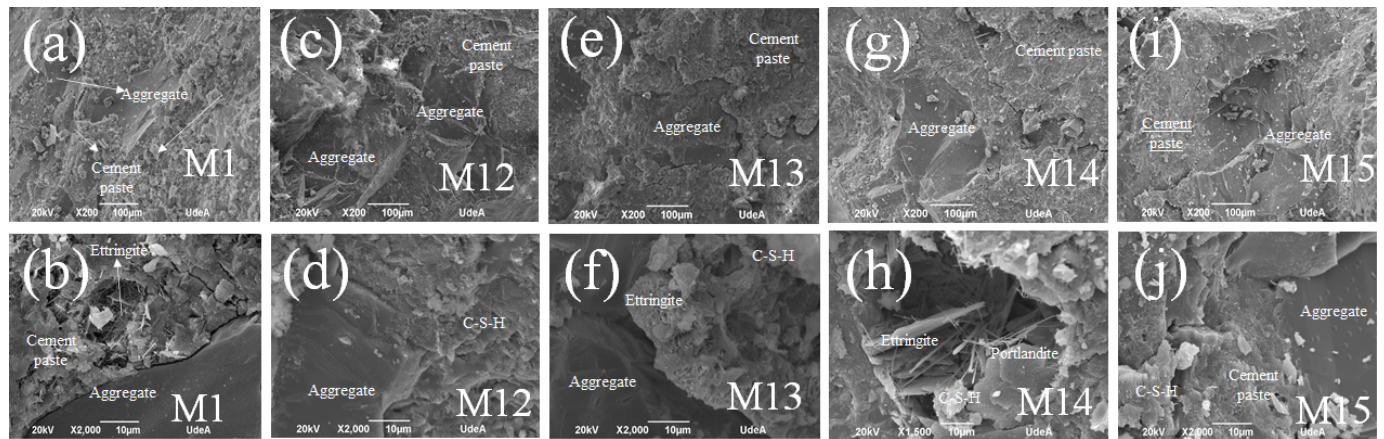 (a)
Aggregate
Cement
paste
M1
20kV X200 100μm UdeA
(c)
Cement
paste
Aggregate
Aggregate
M12
20kV X200 100μm UdeA
(e)
Cement
paste
Aggregate
M13
20kV X200 100μm UdeA
(g)
Cement paste
Aggregate
M14
20kV X200 100μm UdeA
(i)
Cement
paste
Aggregate
M15
20kV X200 100μm UdeA
(b)
Ettringite
Cement
paste
Aggregate
M1
20kV X2,000 10μm UdeA
(d)
C-S-H
Aggregate
M12
20kV X2,000 10μm UdeA
(f)
C-S-H
Ettringite
Aggregate
M13
20kV X2,000 10μm UdeA
(h)
Ettringite
Portlandite
C-S-H
M14
20kV X1,500 10μm UdeA
(j)
Aggregate
Cement
paste
C-S-H
M15
20kV X2,000 10μm UdeA